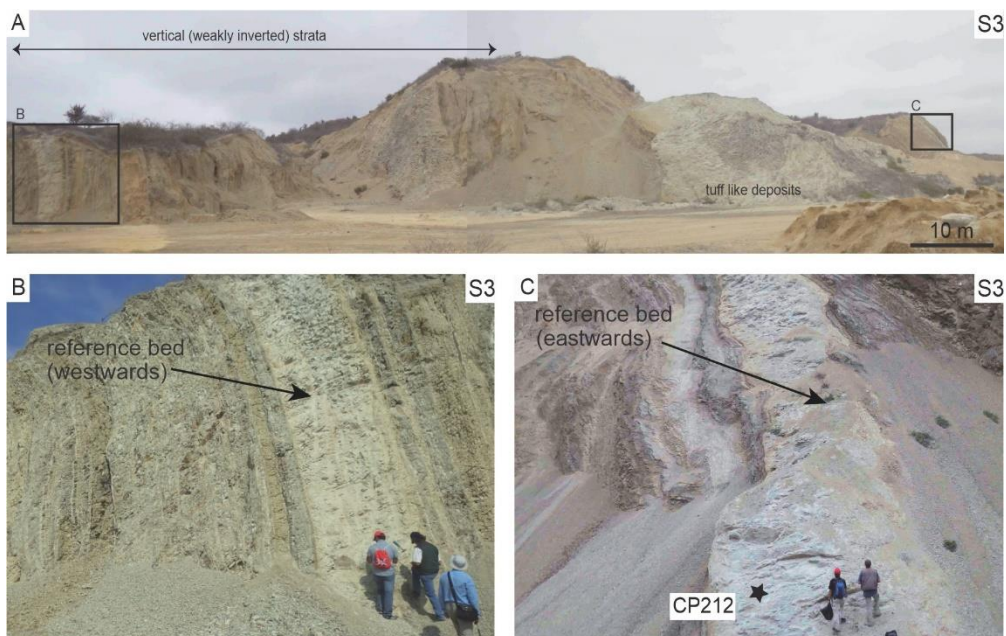 A
S3
vertical (weakly inverted) strata
B
C
tuff like deposits
10 m
B
S3
reference bed
(westwards)
C
S3
reference bed
(eastwards)
CP212